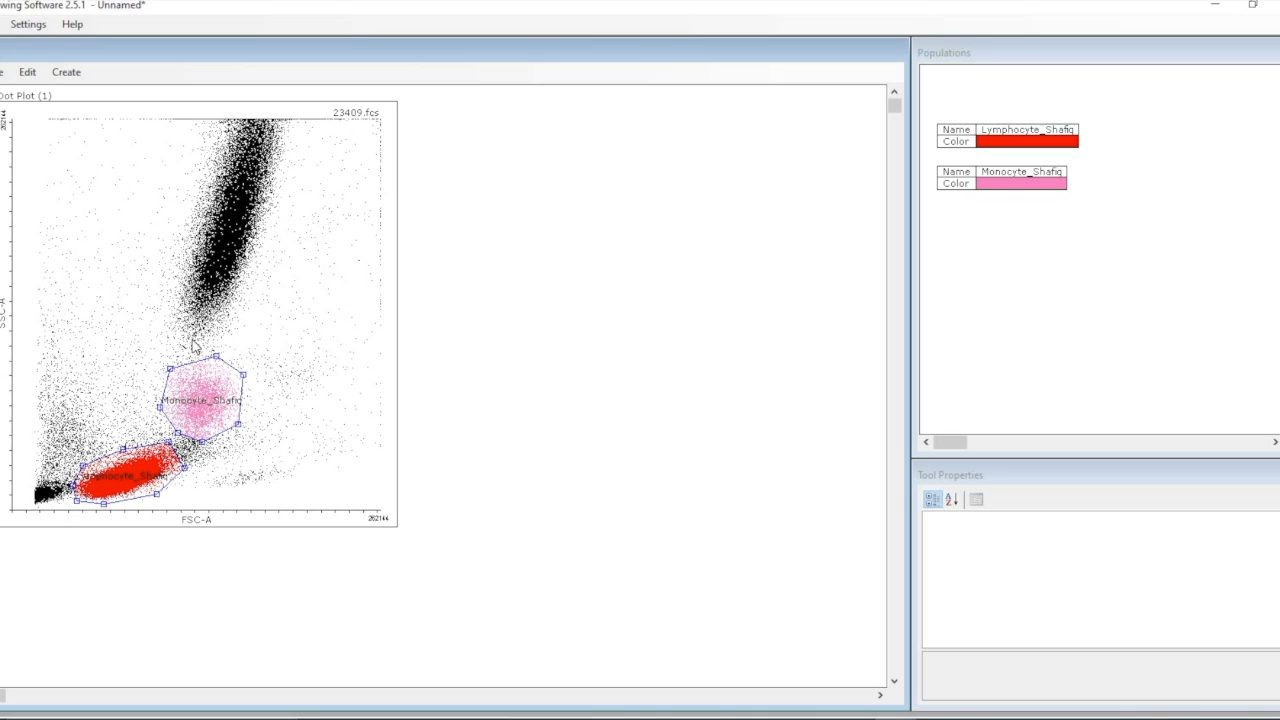 wing Software 2.5.1 - Unnamed*
Settings Help
Edit Create
Dot Plot (1)
23409.fcs
SSC-A
Monocyte_Shafiq
FSC-A
262144
Populations
Name Lymphocyte_Shafiq
Color
Name Monocyte_Shafiq
Color
Tool Properties